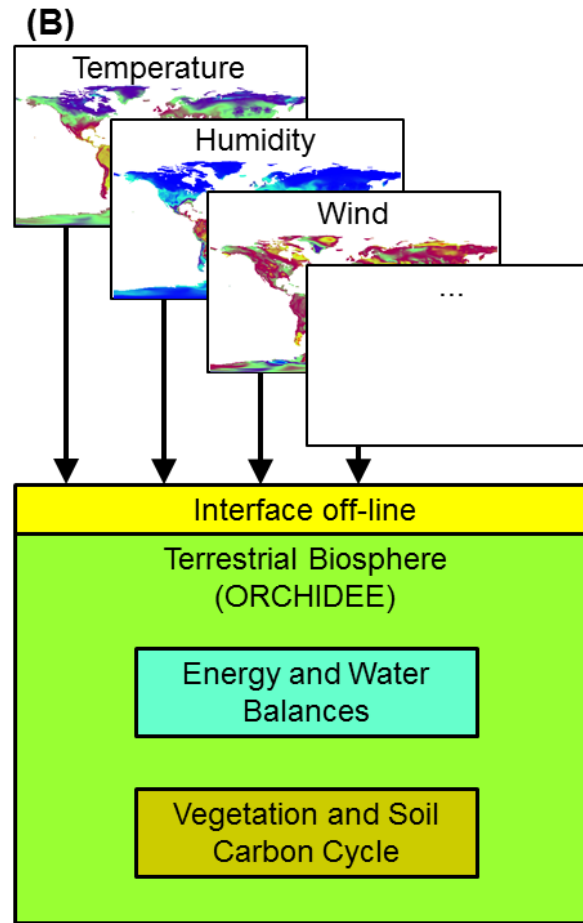 (B)
Temperature
Humidity
Wind
...
Interface off-line
Terrestrial Biosphere
(ORCHIDEE)
Energy and Water
Balances
Vegetation and Soil
Carbon Cycle